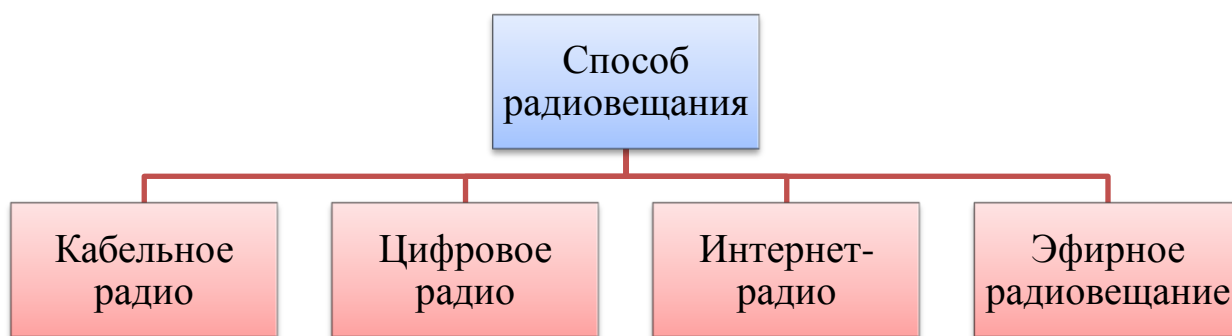 Способ
радиовещания
Кабельное
радио
Цифровое
радио
Интернет-
радио
Эфирное
радиовещание